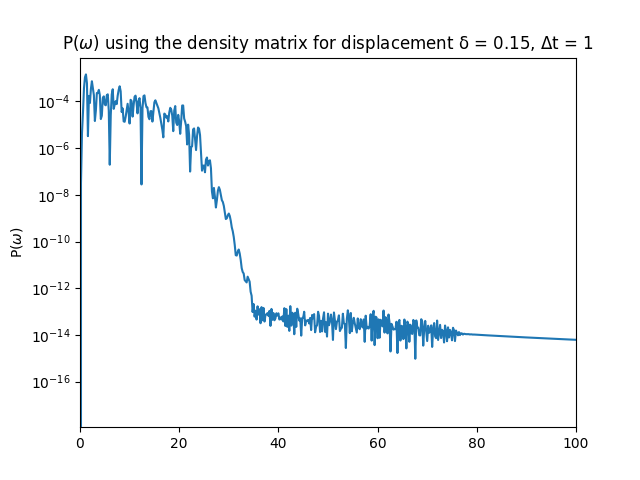 P(ω) using the density matrix for displacement δ = 0.15, Δt = 1
P(ω)
10⁻⁴
10⁻⁶
10⁻⁸
10⁻¹⁰
10⁻¹²
10⁻¹⁴
10⁻¹⁶
0 20 40 60 80 100